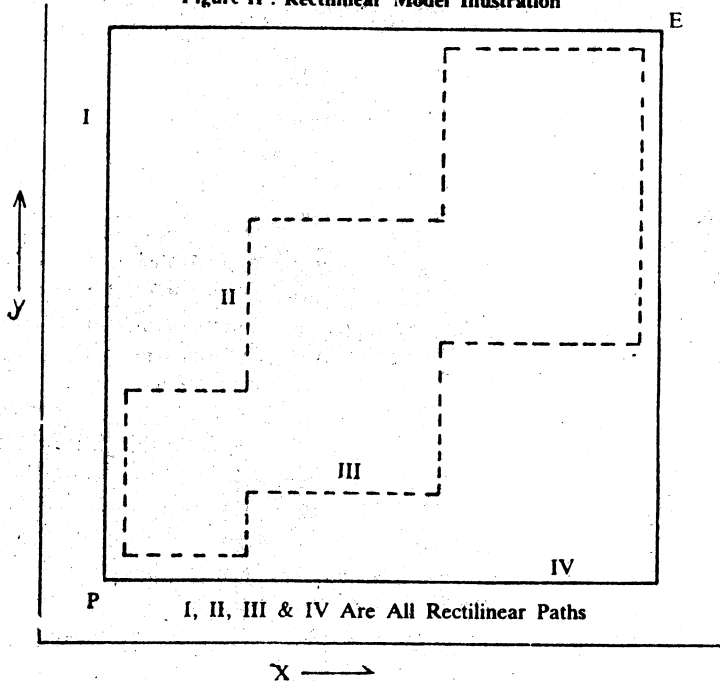 Figure II : Rectilinear Model Illustration
E
I
II
y
III
IV
P
I, II, III & IV Are All Rectilinear Paths
X